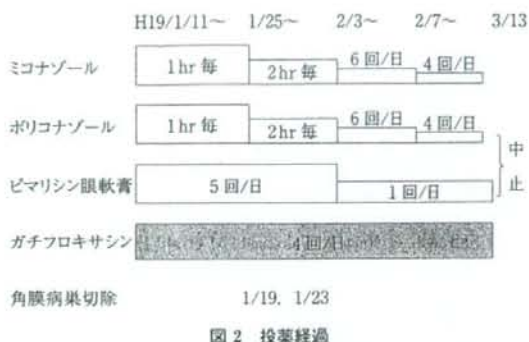 H19/1/11～ 1/25～ 2/3～ 2/7～ 3/13
ミコナゾール 1hr 毎 2hr 毎 6回/日 4回/日
ボリコナゾール 1hr 毎 2hr 毎 6回/日 4回/日
ピマリシン眼軟膏 5回/日 1回/日
中止
ガチフロキサシン 4回/日
角膜病巣切除 1/19, 1/23
図2 投薬経過